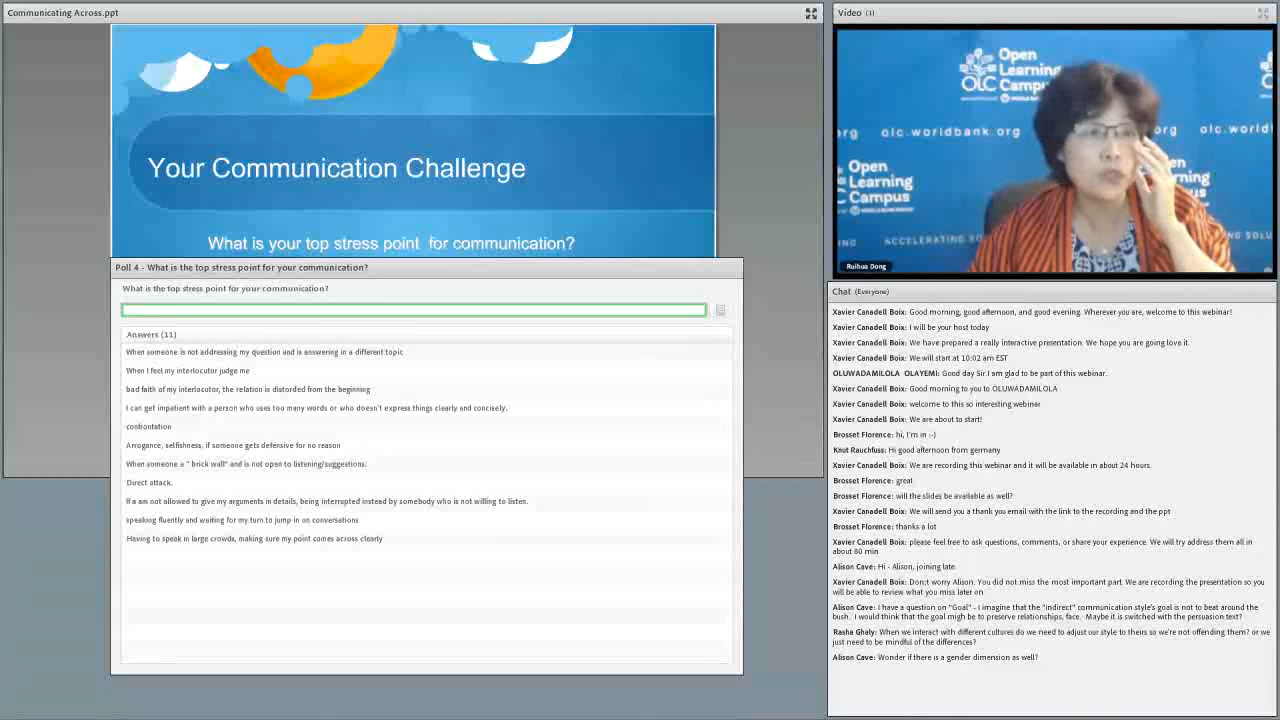 Communicating Across.ppt
Your Communication Challenge
What is your top stress point for communication?
Poll 4 - What is the top stress point for your communication?
What is the top stress point for your communication?
Answers (11)
When someone is not addressing my question and is answering in a different topic
When I feel my interlocutor judge me
bad faith of my interlocutor, the relation is distorded from the beginning
I can get impatient with a person who uses too many words or who doesn't express things clearly and concisely.
confrontation
Arrogance, selfishness, if someone gets defensive for no reason
When someone a " brick wall" and is not open to listening/suggestions.
Direct attack.
If a am not allowed to give my arguments in details, being interrupted instead by somebody who is not willing to listen.
speaking fluently and waiting for my turn to jump in on conversations
Having to speak in large crowds, making sure my point comes across clearly
Video (1)
Open
Learning
OLC Campus
.org
olc.worldbank.org
olc.world
Open
Learning
Campus
ACCELERATING
SOLU
Ruihua Dong
Chat (Everyone)
Xavier Canadell Boix: Good morning, good afternoon, and good evening. Wherever you are, welcome to this webinar!
Xavier Canadell Boix: I will be your host today
Xavier Canadell Boix: We have prepared a really interactive presentation. We hope you are going love it.
Xavier Canadell Boix: We will start at 10:02 am EST
OLUWADAMILOLA OLAYEMI: Good day Sir.I am glad to be part of this webinar.
Xavier Canadell Boix: Good morning to you to OLUWADAMILOLA
Xavier Canadell Boix: welcome to this so interesting webinar
Xavier Canadell Boix: We are about to start!
Brosset Florence: hi, I'm in :-)
Knut Rauchfuss: Hi good afternoon from germany
Xavier Canadell Boix: We are recording this webinar and it will be available in about 24 hours.
Brosset Florence: great
Brosset Florence: will the slides be available as well?
Xavier Canadell Boix: We will send you a thank you email with the link to the recording and the ppt
Brosset Florence: thanks a lot
Xavier Canadell Boix: please feel free to ask questions, comments, or share your experience. We will try address them all in
about 80 min
Alison Cave: Hi - Alison, joining late.
Xavier Canadell Boix: Don;t worry Alison. You did not miss the most important part. We are recording the presentation so you
will be able to review what you miss later on
Alison Cave: I have a question on "Goal" - I imagine that the "indirect" communication style's goal is not to beat around the
bush. I would think that the goal migh be to preserve relationships, face. Maybe it is switched with the persuasion text?
Rasha Ghaly: When we interact with different cultures do we need to adjust our style to theirs so we're not offending them? or we
just need to be mindful of the differences?
Alison Cave: Wonder if there is a gender dimension as well?